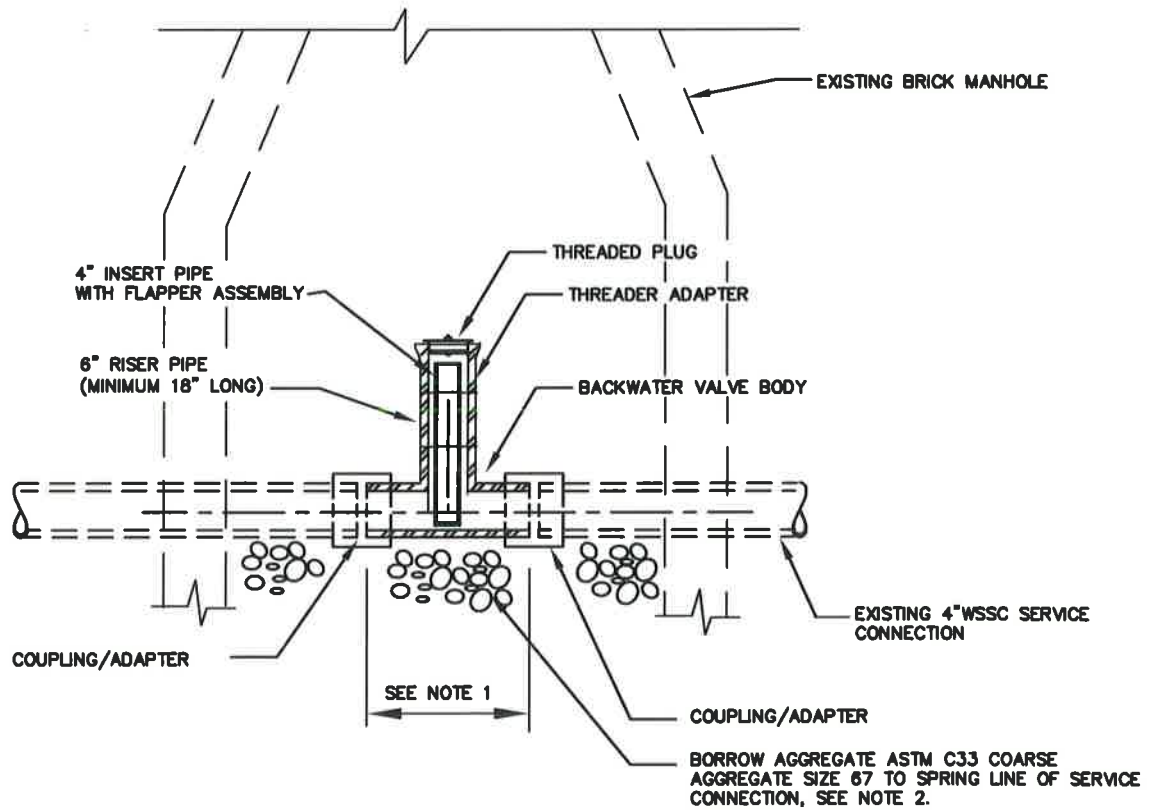 EXISTING BRICK MANHOLE
THREADED PLUG
4" INSERT PIPE
WITH FLAPPER ASSEMBLY
THREADER ADAPTER
6" RISER PIPE
(MINIMUM 18" LONG)
BACKWATER VALVE BODY
EXISTING 4"WSSC SERVICE
CONNECTION
COUPLING/ADAPTER
SEE NOTE 1
COUPLING/ADAPTER
BORROW AGGREGATE ASTM C33 COARSE
AGGREGATE SIZE 67 TO SPRING LINE OF SERVICE
CONNECTION, SEE NOTE 2.